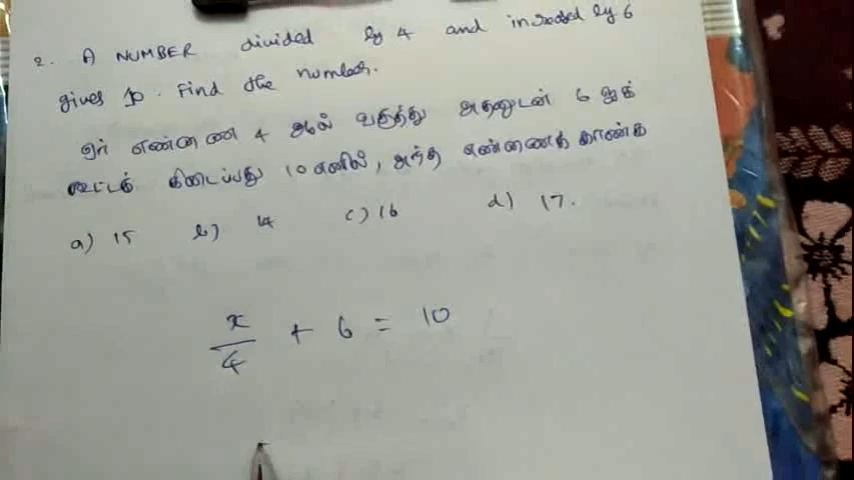 2. A NUMBER divided by 4 and increased by 6
gives 10. Find the number.
ஓர் எண்ணை 4 ஆல் வகுத்து அதனுடன் 6 ஐக்
கூட்டக் கிடைப்பது 10 எனில், அந்த எண்ணைக் காண்க
a) 15 b) 14 c) 16 d) 17.
x/4 + 6 = 10